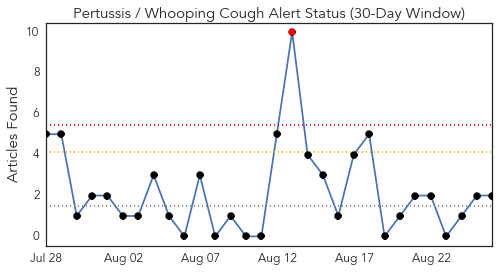 Pertussis / Whooping Cough Alert Status (30-Day Window)
Articles Found
10
8
6
4
2
0
Jul 28 Aug 02 Aug 07 Aug 12 Aug 17 Aug 22